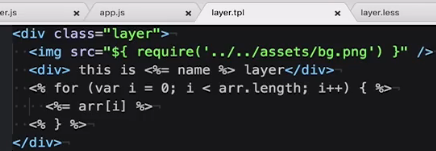 er.js × app.js × layer.tpl × layer.less
<div class="layer">
<img src="${ require('../../assets/bg.png') }" />
<div> this is <%= name %> layer</div>
<% for (var i = 0; i < arr.length; i++) { %>
<%= arr[i] %>
<% } %>
</div>